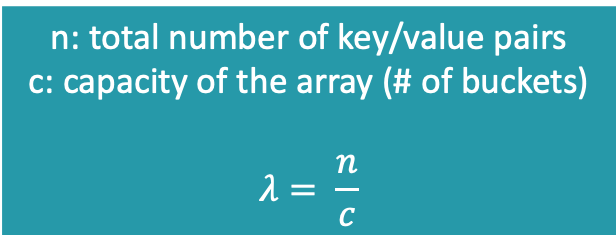 n: total number of key/value pairs
c: capacity of the array (# of buckets)
λ = n/c